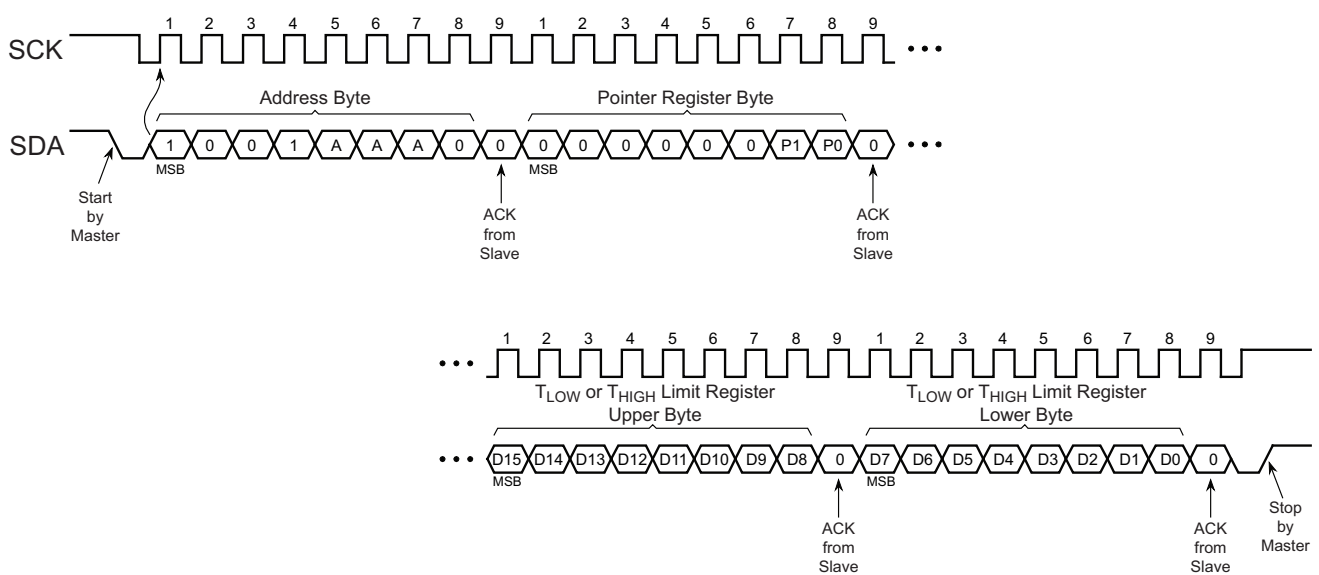 1 2 3 4 5 6 7 8 9 1 2 3 4 5 6 7 8 9
SCK
Address Byte Pointer Register Byte
SDA 1 0 0 1 A A A 0 0 0 0 0 0 0 0 P1 P0 0
MSB MSB
Start
by
Master
ACK
from
Slave
ACK
from
Slave
1 2 3 4 5 6 7 8 9 1 2 3 4 5 6 7 8 9
TLOW or THIGH Limit Register
Upper Byte
TLOW or THIGH Limit Register
Lower Byte
D15 D14 D13 D12 D11 D10 D9 D8 0 D7 D6 D5 D4 D3 D2 D1 D0 0
MSB MSB
ACK
from
Slave
ACK
from
Slave
Stop
by
Master